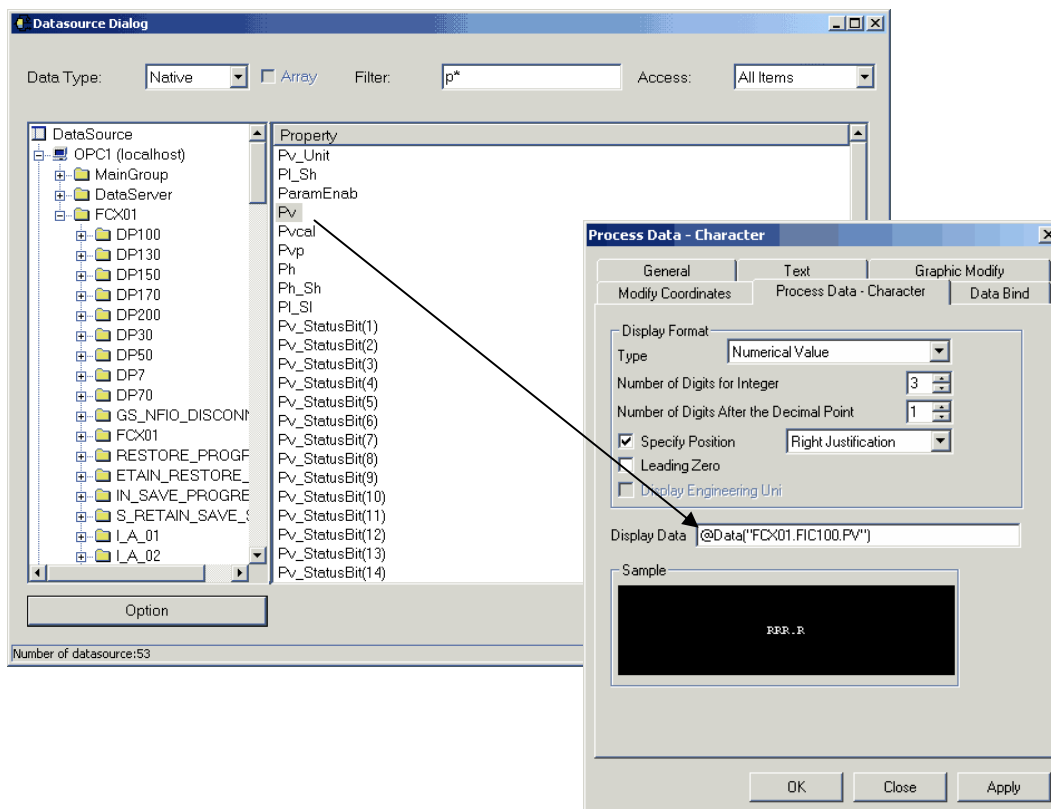 Datasource Dialog
Data Type: Native Array Filter: p* Access: All Items
DataSource
OPC1 (localhost)
MainGroup
DataServer
FCX01
DP100
DP130
DP150
DP170
DP200
DP30
DP50
DP7
DP70
GS_NFIO_DISCONN
FCX01
RESTORE_PROGF
ETAIN_RESTORE_
IN_SAVE_PROGRE
S_RETAIN_SAVE_S
I_A_01
I_A_02
Property
Pv_Unit
Pl_Sh
ParamEnab
Pv
Pvcal
Pvp
Ph
Ph_Sh
Pl_Sl
Pv_StatusBit(1)
Pv_StatusBit(2)
Pv_StatusBit(3)
Pv_StatusBit(4)
Pv_StatusBit(5)
Pv_StatusBit(6)
Pv_StatusBit(7)
Pv_StatusBit(8)
Pv_StatusBit(9)
Pv_StatusBit(10)
Pv_StatusBit(11)
Pv_StatusBit(12)
Pv_StatusBit(13)
Pv_StatusBit(14)
Option
Number of datasource:53
Process Data - Character
General Text Graphic Modify
Modify Coordinates Process Data - Character Data Bind
Display Format
Type Numerical Value
Number of Digits for Integer 3
Number of Digits After the Decimal Point 1
Specify Position Right Justification
Leading Zero
Display Engineering Uni
Display Data @Data("FCX01.FIC100.PV")
Sample
RRR.R
OK Close Apply